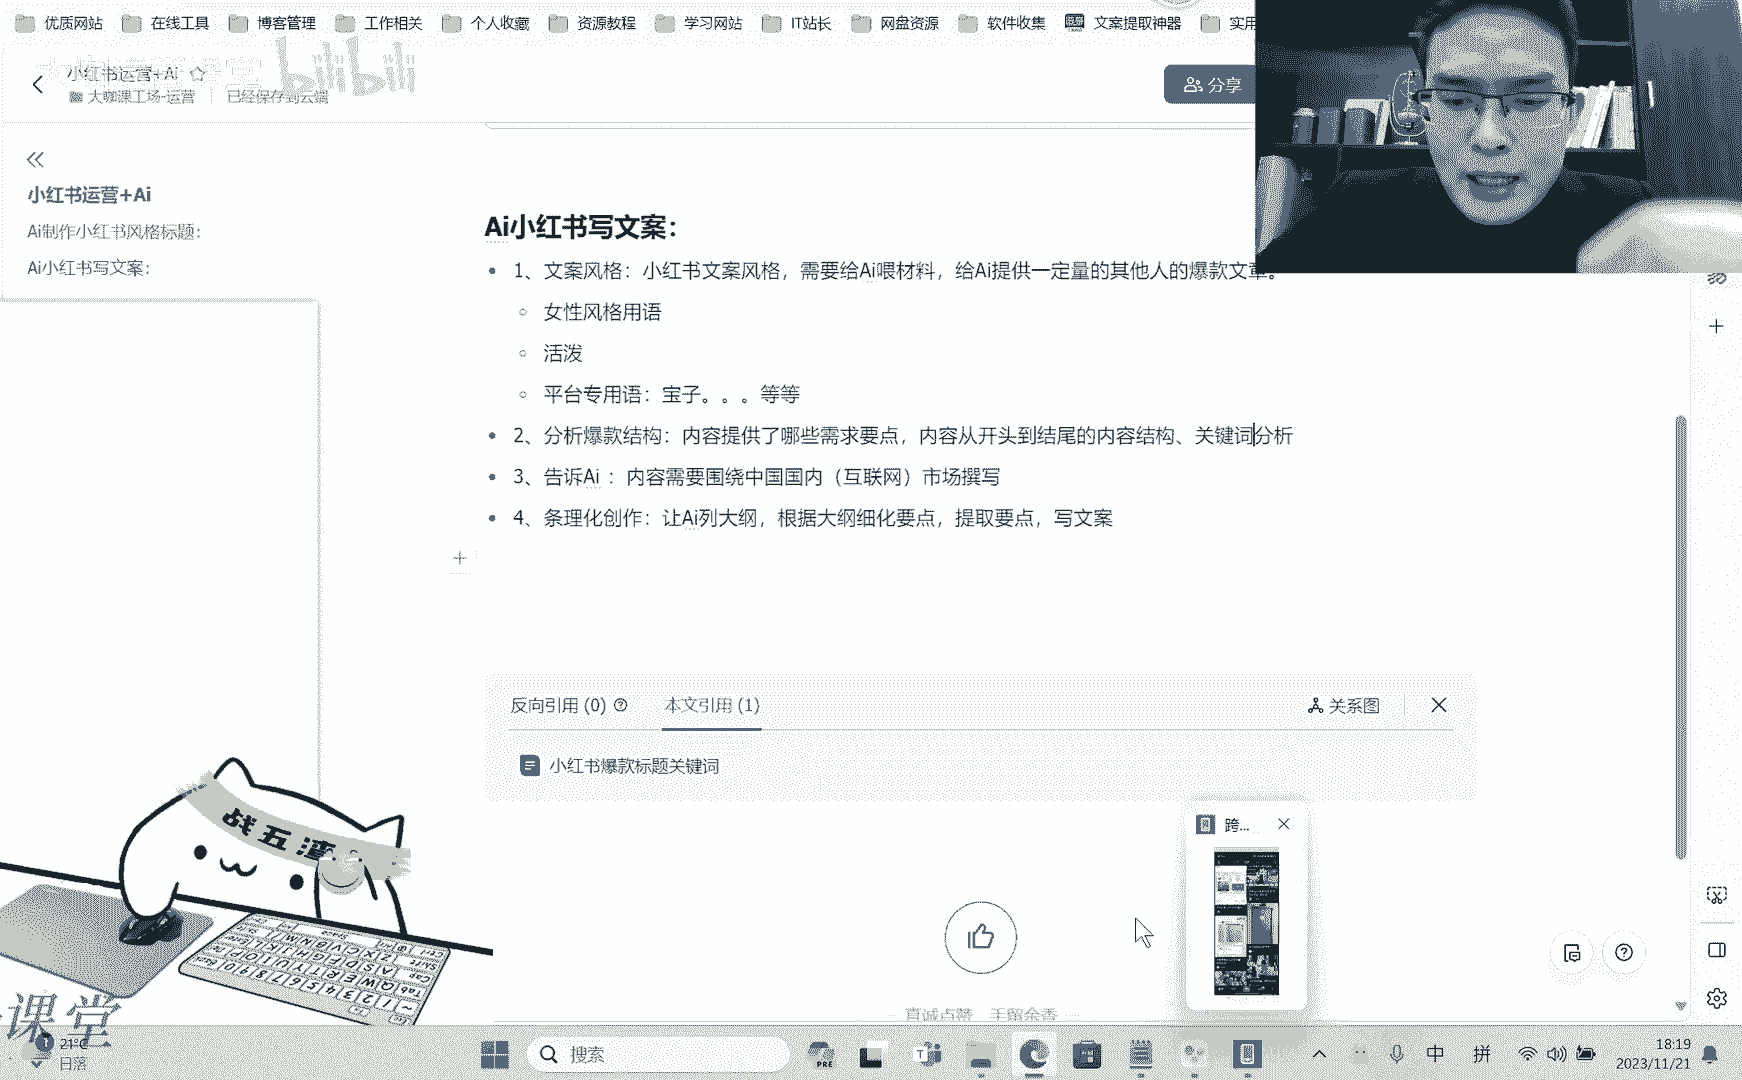 优质网站 在线工具 博客管理 工作相关 个人收藏 资源教程 学习网站 IT站长 网盘资源 软件收集 文案提取神器 实用
小红书运营+Ai
bilibili
大咖课工场-运营 已经保存到云端
分享
小红书运营+Ai
Ai制作小红书风格标题：
Ai小红书写文案：
Ai小红书写文案：
1、文案风格：小红书文案风格，需要给Ai喂材料，给Ai提供一定量的其他人的爆款文章。
女性风格用语
活泼
平台专用语：宝子。。。等等
2、分析爆款结构：内容提供了哪些需求要点，内容从开头到结尾的内容结构、关键词分析
3、告诉Ai ：内容需要围绕中国国内（互联网）市场撰写
4、条理化创作：让Ai列大纲，根据大纲细化要点，提取要点，写文案
反向引用 (0) 本文引用 (1) 关系图
小红书爆款标题关键词
跨...
战五渣
真诚点赞，手留余香
课堂
21°C
日落
搜索
PRE
中 拼
18:19
2023/11/21